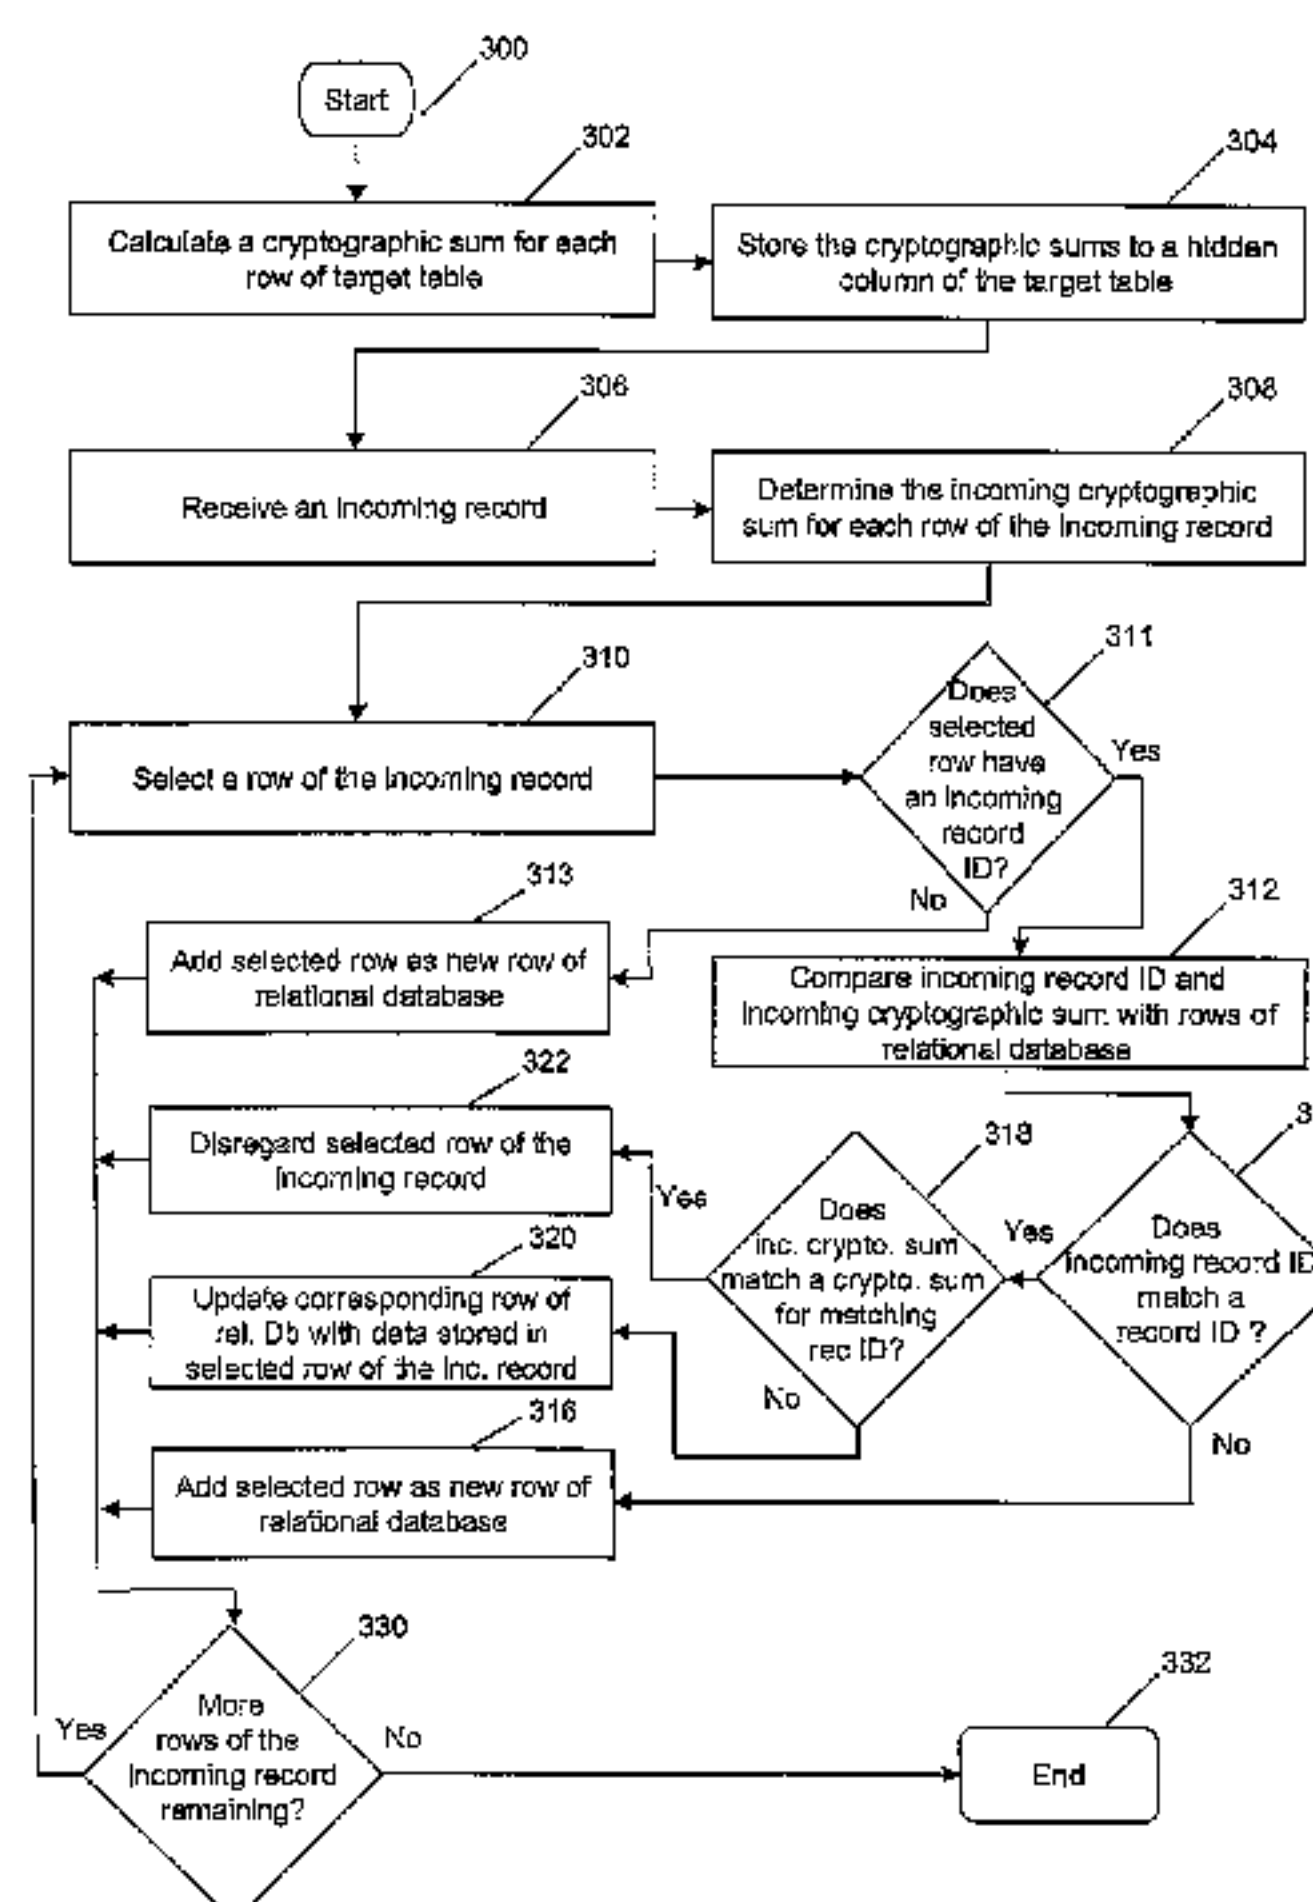 300
Start
302
304
Calculate a cryptographic sum for each
row of target table
Store the cryptographic sums to a hidden
column of the target table
306
308
Receive an incoming record
Determine the incoming cryptographic
sum for each row of the incoming record
310
311
Select a row of the incoming record
Does
selected
row have
an incoming
record
ID?
Yes
No
313
312
Add selected row as new row of
relational database
Compare incoming record ID and
incoming cryptographic sum with rows of
relational database
322
318
Disregard selected row of the
incoming record
Yes
Does
inc. crypto. sum
match a crypto. sum
for matching
rec ID?
No
Yes
Does
incoming record ID
match a
record ID ?
No
320
Update corresponding row of
rel. Db with data stored in
selected row of the inc. record
316
Add selected row as new row of
relational database
330
332
Yes
More
rows of the
incoming record
remaining?
No
End